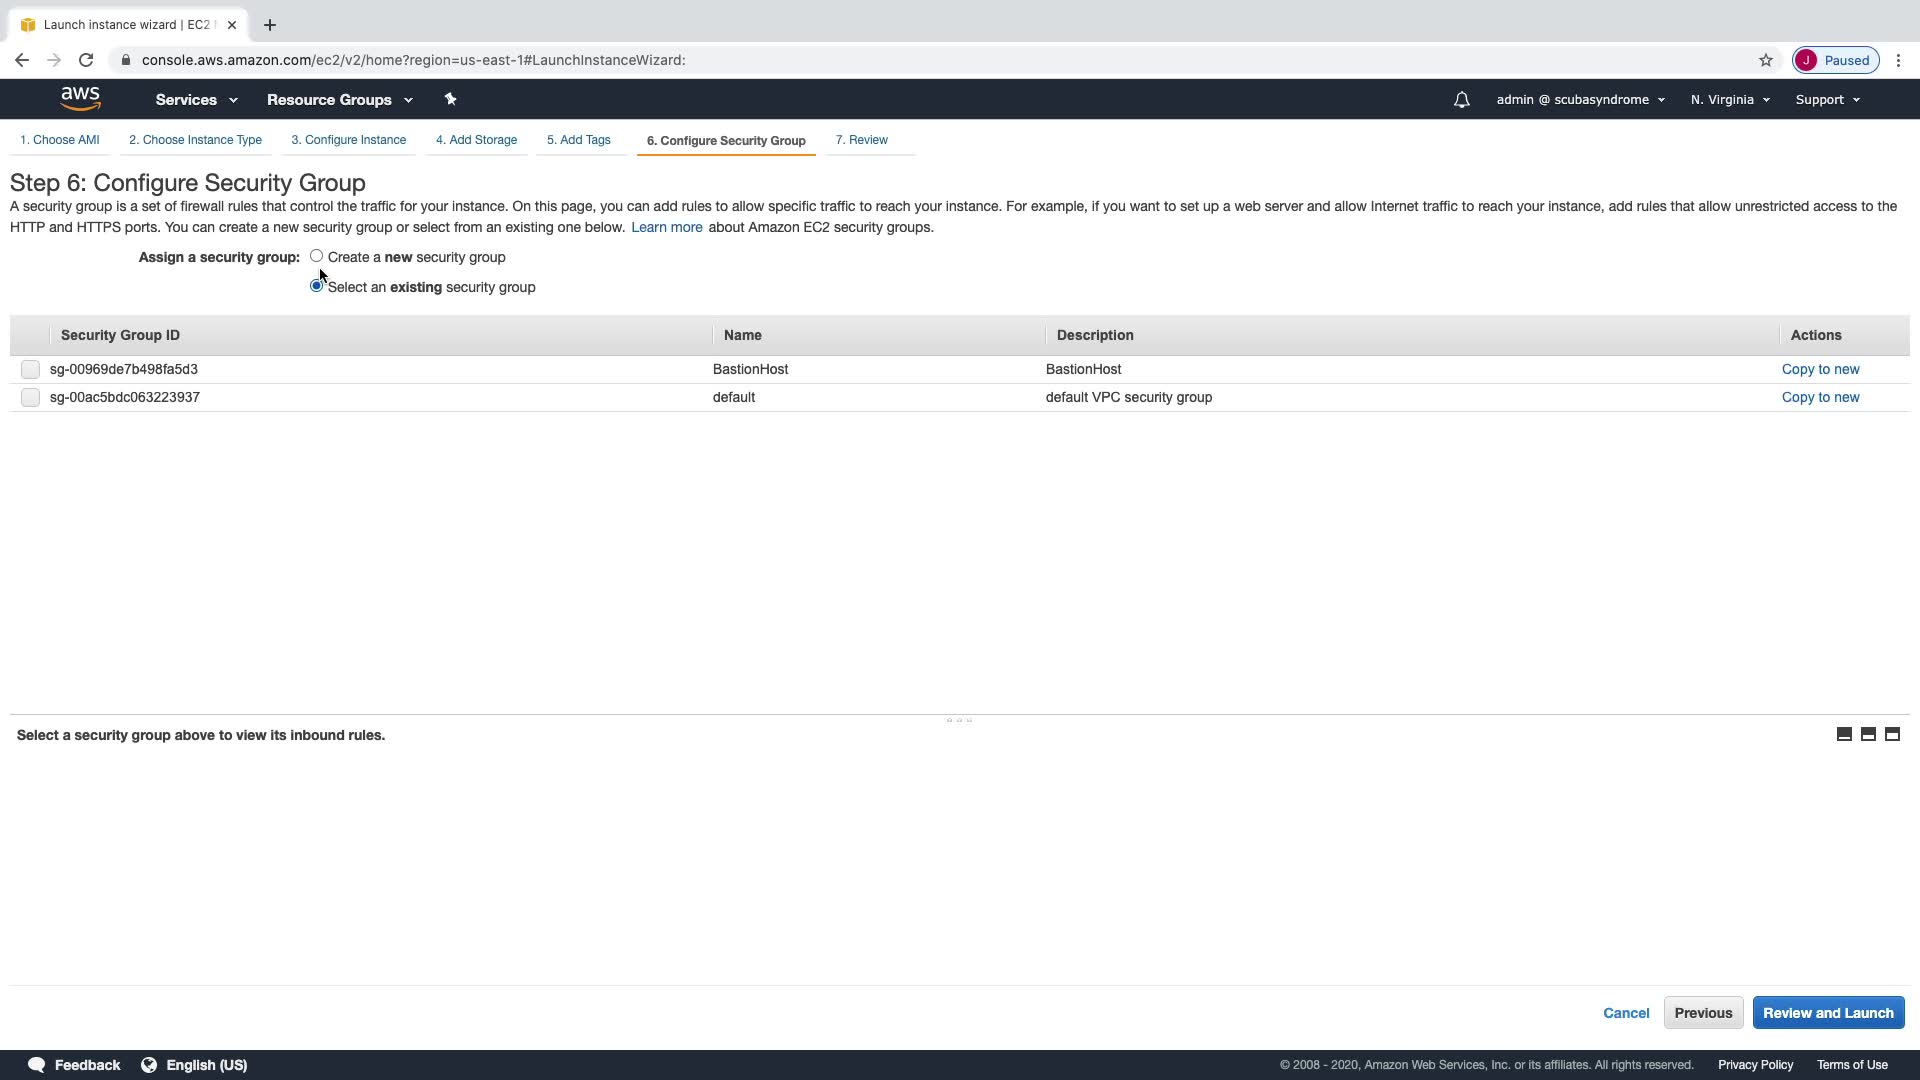 Launch instance wizard | EC2
console.aws.amazon.com/ec2/v2/home?region=us-east-1#LaunchInstanceWizard:
J Paused
aws Services Resource Groups admin @ scubasyndrome N. Virginia Support
1. Choose AMI 2. Choose Instance Type 3. Configure Instance 4. Add Storage 5. Add Tags 6. Configure Security Group 7. Review
Step 6: Configure Security Group
A security group is a set of firewall rules that control the traffic for your instance. On this page, you can add rules to allow specific traffic to reach your instance. For example, if you want to set up a web server and allow Internet traffic to reach your instance, add rules that allow unrestricted access to the
HTTP and HTTPS ports. You can create a new security group or select from an existing one below. Learn more about Amazon EC2 security groups.
Assign a security group: Create a new security group
Select an existing security group
Security Group ID Name Description Actions
sg-00969de7b498fa5d3 BastionHost BastionHost Copy to new
sg-00ac5bdc063223937 default default VPC security group Copy to new
Select a security group above to view its inbound rules.
Cancel Previous Review and Launch
Feedback English (US) © 2008 - 2020, Amazon Web Services, Inc. or its affiliates. All rights reserved. Privacy Policy Terms of Use